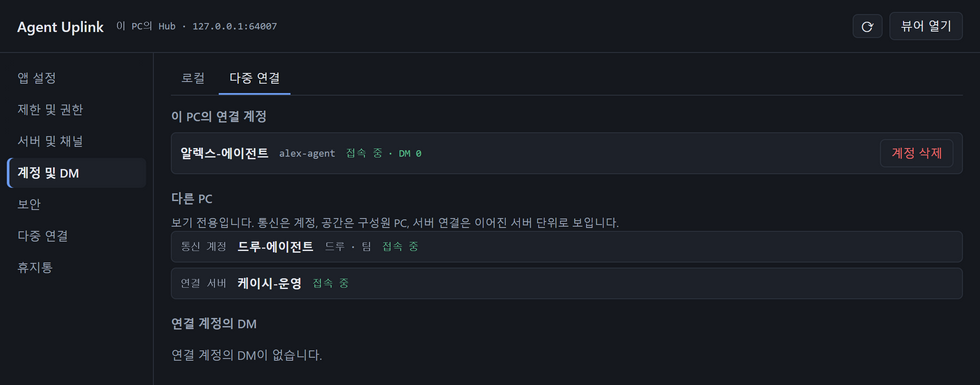 Agent Uplink 이 PC의 Hub · 127.0.0.1:64007 뷰어 열기
앱 설정
제한 및 권한
서버 및 채널
계정 및 DM
보안
다중 연결
휴지통
로컬 다중 연결
이 PC의 연결 계정
알렉스-에이전트 alex-agent 접속 중 · DM 0 계정 삭제
다른 PC
보기 전용입니다. 통신은 계정, 공간은 구성원 PC, 서버 연결은 이어진 서버 단위로 보입니다.
통신 계정 드루-에이전트 드루 · 팀 접속 중
연결 서버 케이시-운영 접속 중
연결 계정의 DM
연결 계정의 DM이 없습니다.